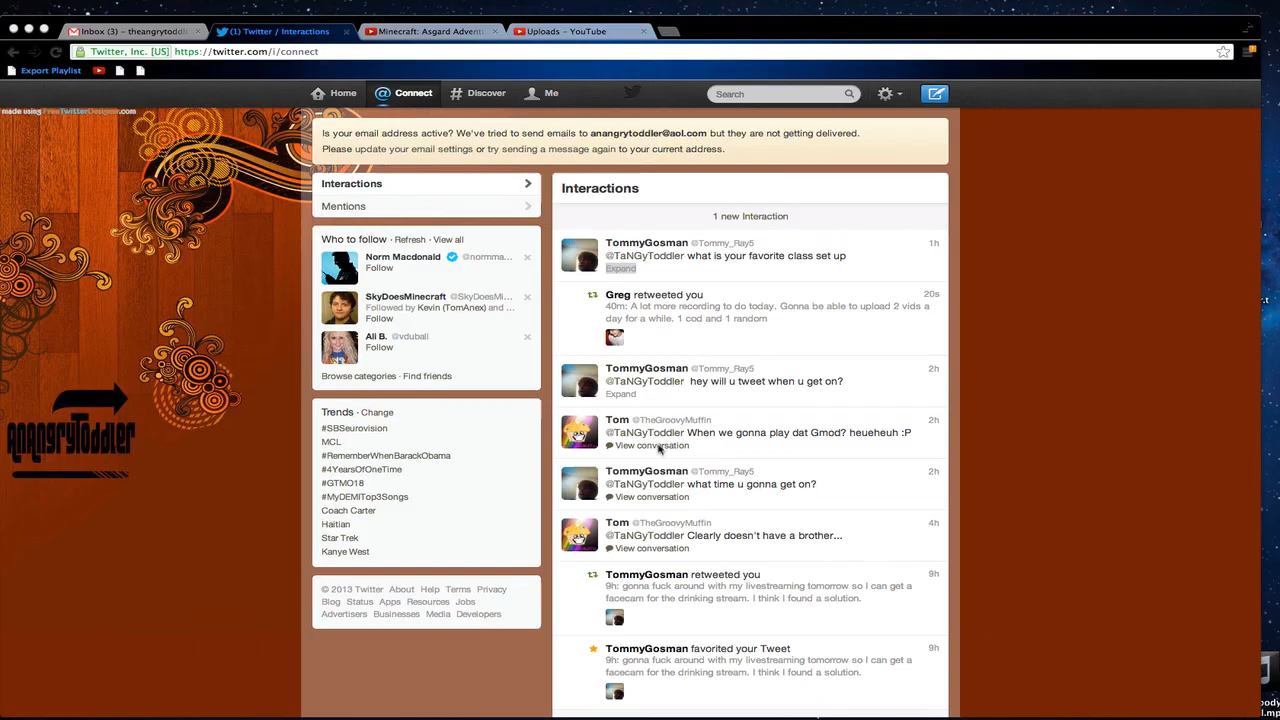 Inbox (3) – theangrytoddl
(1) Twitter / Interactions
Minecraft: Asgard Advent
Uploads - YouTube
Twitter, Inc. [US]
https://twitter.com/i/connect
Export Playlist
made using FreeTwitterDesigner.com
Home
Connect
Discover
Me
Search
Is your email address active? We've tried to send emails to anangrytoddler@aol.com but they are not getting delivered.
Please update your email settings or try sending a message again to your current address.
Interactions
Mentions
Who to follow · Refresh · View all
Norm Macdonald @normma...
Follow
SkyDoesMinecraft @SkyDoesMi...
Followed by Kevin (TomAnex) and ...
Follow
Ali B. @vduball
Follow
Browse categories · Find friends
Trends · Change
#SBSeurovision
MCL
#RememberWhenBarackObama
#4YearsOfOneTime
#GTMO18
#MyDEMITop3Songs
Coach Carter
Haitian
Star Trek
Kanye West
© 2013 Twitter About Help Terms Privacy
Blog Status Apps Resources Jobs
Advertisers Businesses Media Developers
AnAngryToddler
Interactions
1 new Interaction
TommyGosman @Tommy_Ray5 1h
@TaNGyToddler what is your favorite class set up
Expand
Greg retweeted you 20s
40m: A lot more recording to do today. Gonna be able to upload 2 vids a
day for a while. 1 cod and 1 random
TommyGosman @Tommy_Ray5 2h
@TaNGyToddler hey will u tweet when u get on?
Expand
Tom @TheGroovyMuffin 2h
@TaNGyToddler When we gonna play dat Gmod? heueheuh :P
View conversation
TommyGosman @Tommy_Ray5 2h
@TaNGyToddler what time u gonna get on?
View conversation
Tom @TheGroovyMuffin 4h
@TaNGyToddler Clearly doesn't have a brother...
View conversation
TommyGosman retweeted you 9h
9h: gonna fuck around with my livestreaming tomorrow so I can get a
facecam for the drinking stream. I think I found a solution.
TommyGosman favorited your Tweet 9h
9h: gonna fuck around with my livestreaming tomorrow so I can get a
facecam for the drinking stream. I think I found a solution.